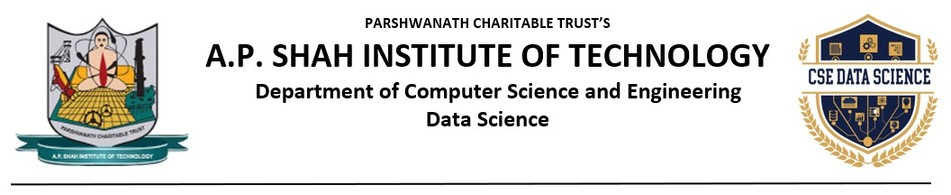 PARSHWANATH CHARITABLE TRUST'S
A.P. SHAH INSTITUTE OF TECHNOLOGY
Department of Computer Science and Engineering
Data Science
PARSHWANATH CHARITABLE TRUST
A.P. SHAH INSTITUTE OF TECHNOLOGY
CSE DATA SCIENCE